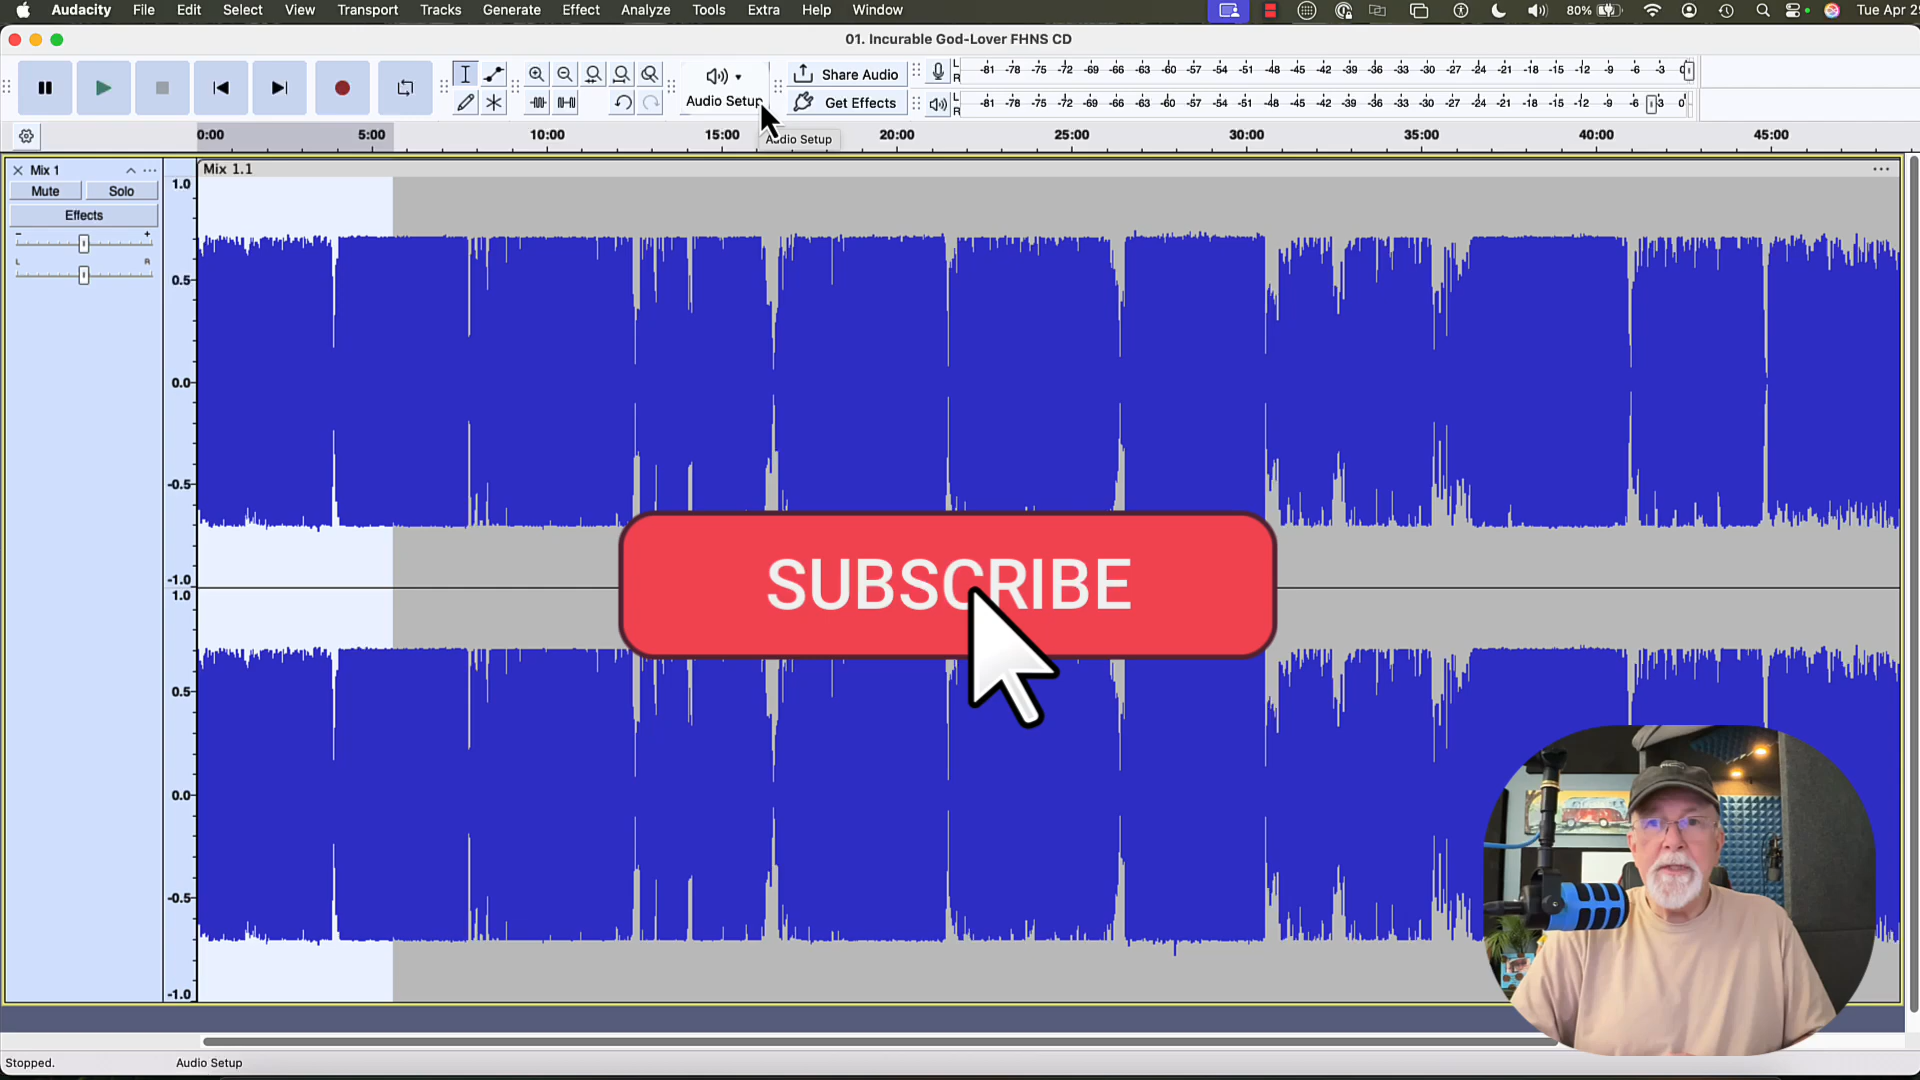 Audacity File Edit Select View Transport Tracks Generate Effect Analyze Tools Extra Help Window 80% Tue Apr 2
01. Incurable God-Lover FHNS CD
Audio Setup
Share Audio
Get Effects
L
R
-81 -78 -75 -72 -69 -66 -63 -60 -57 -54 -51 -48 -45 -42 -39 -36 -33 -30 -27 -24 -21 -18 -15 -12 -9 -6 -3 0
L
R
-81 -78 -75 -72 -69 -66 -63 -60 -57 -54 -51 -48 -45 -42 -39 -36 -33 -30 -27 -24 -21 -18 -15 -12 -9 -6 -3 0
0:00 5:00 10:00 15:00 20:00 25:00 30:00 35:00 40:00 45:00
Audio Setup
Mix 1
Mute Solo
Effects
- +
L R
Mix 1.1
1.0
0.5
0.0
-0.5
-1.0
1.0
0.5
0.0
-0.5
-1.0
SUBSCRIBE
Stopped. Audio Setup